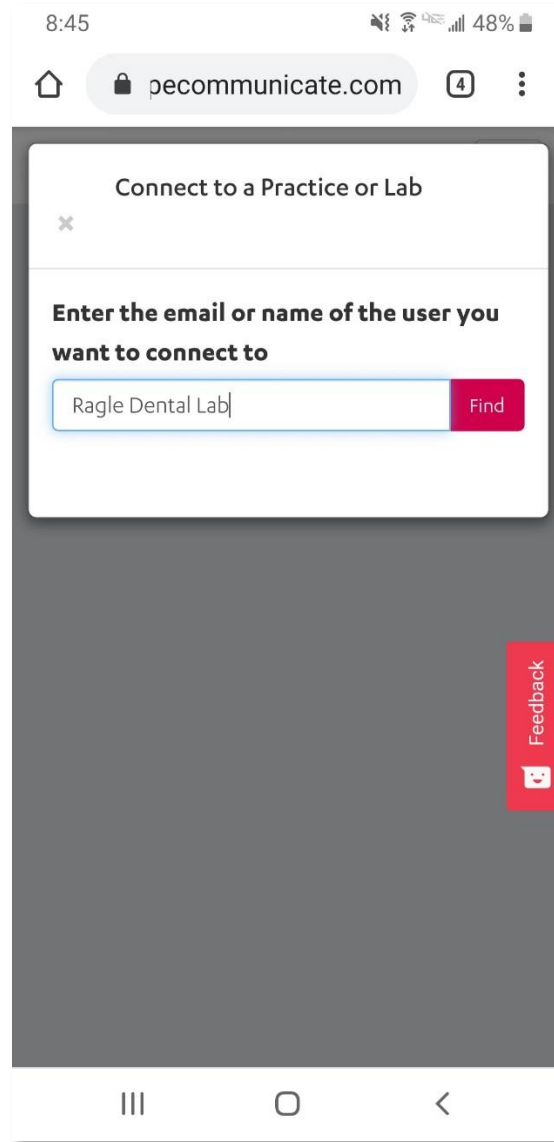 8:45 48%
pecommunicate.com 4
Connect to a Practice or Lab
Enter the email or name of the user you
want to connect to
Ragle Dental Lab Find
Feedback